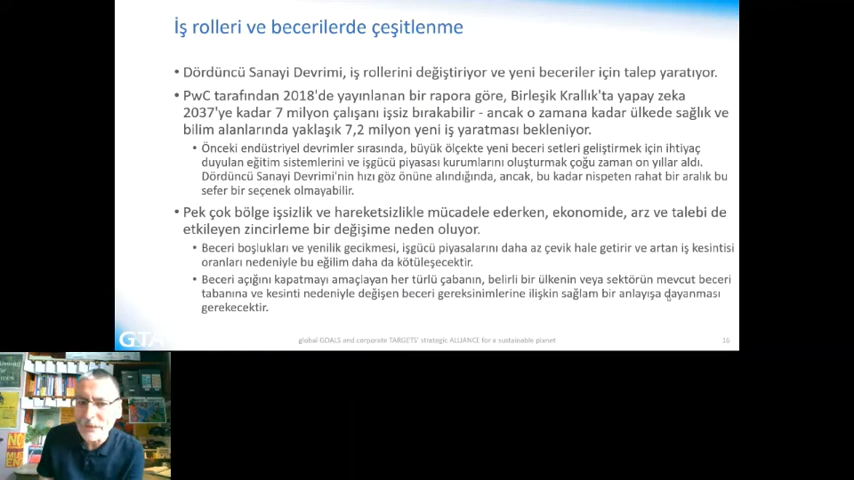 İş rolleri ve becerilerde çeşitlenme
• Dördüncü Sanayi Devrimi, iş rollerini değiştiriyor ve yeni beceriler için talep yaratıyor.
• PwC tarafından 2018'de yayınlanan bir rapora göre, Birleşik Krallık'ta yapay zeka
2037'ye kadar 7 milyon çalışanı işsiz bırakabilir - ancak o zamana kadar ülkede sağlık ve
bilim alanlarında yaklaşık 7,2 milyon yeni iş yaratması bekleniyor.
• Önceki endüstriyel devrimler sırasında, büyük ölçekte yeni beceri setleri geliştirmek için ihtiyaç
duyulan eğitim sistemlerini ve işgücü piyasası kurumlarını oluşturmak çoğu zaman on yıllar aldı.
Dördüncü Sanayi Devrimi'nin hızı göz önüne alındığında, ancak, bu kadar nispeten rahat bir aralık bu
sefer bir seçenek olmayabilir.
• Pek çok bölge işsizlik ve hareketsizlikle mücadele ederken, ekonomide, arz ve talebi de
etkileyen zincirleme bir değişime neden oluyor.
• Beceri boşlukları ve yenilik gecikmesi, işgücü piyasalarını daha az çevik hale getirir ve artan iş kesintisi
oranları nedeniyle bu eğilim daha da kötüleşecektir.
• Beceri açığını kapatmayı amaçlayan her türlü çabanın, belirli bir ülkenin veya sektörün mevcut beceri
tabanına ve kesinti nedeniyle değişen beceri gereksinimlerine ilişkin sağlam bir anlayışa dayanması
gerekecektir.
GTA
global GOALS and corporate TARGETS' strategic ALLIANCE for a sustainable planet
16
NO